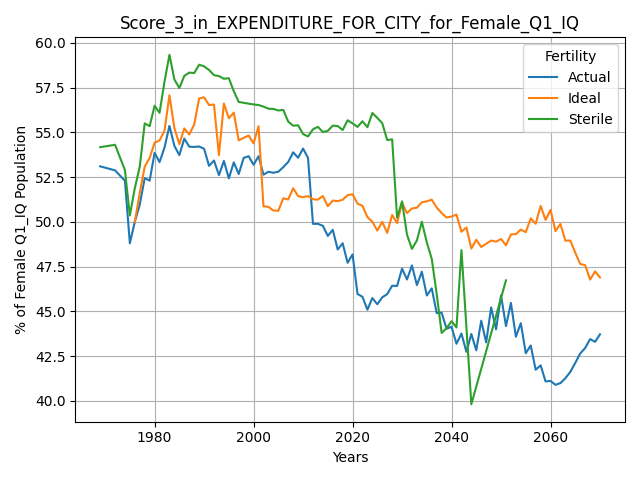 Score_3_in_EXPENDITURE_FOR_CITY_for_Female_Q1_IQ
Fertility
Actual
Ideal
Sterile
% of Female Q1_IQ Population
60.0
57.5
55.0
52.5
50.0
47.5
45.0
42.5
40.0
1980
2000
2020
2040
2060
Years